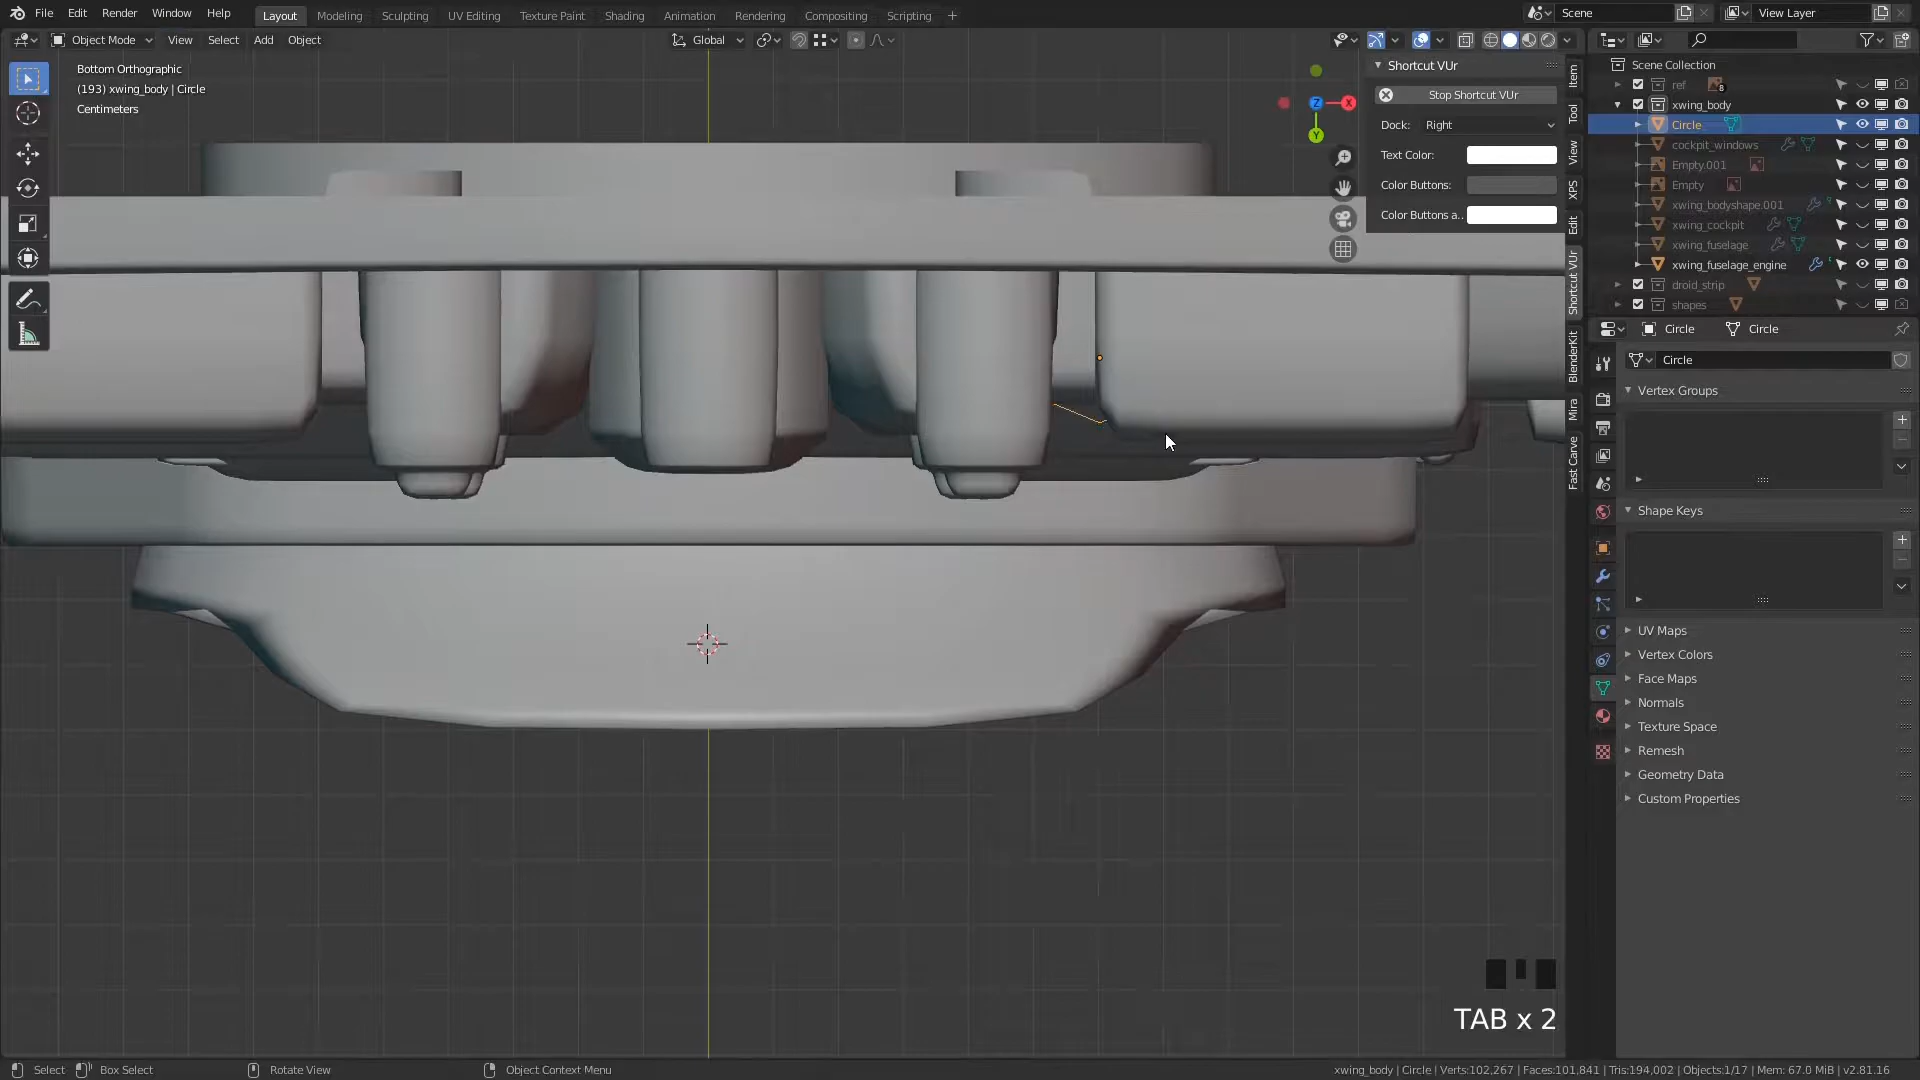 File Edit Render Window Help Layout Modeling Sculpting UV Editing Texture Paint Shading Animation Rendering Compositing Scripting + Scene View Layer
Object Mode View Select Add Object Global
Bottom Orthographic
(193) xwing_body | Circle
Centimeters
X
Y
Z
Shortcut VUr
Stop Shortcut VUr
Dock: Right
Text Color:
Color Buttons:
Color Buttons a..
Item
Tool
View
XPS
Edit
Shortcut VUr
BlenderKit
Mira
Fast Carve
Scene Collection
ref 8
xwing_body
Circle
cockpit_windows
Empty.001
Empty
xwing_bodyshape.001
xwing_cockpit
xwing_fuselage
xwing_fuselage_engine
droid_strip
shapes
Circle Circle
Circle
Vertex Groups
Shape Keys
UV Maps
Vertex Colors
Face Maps
Normals
Texture Space
Remesh
Geometry Data
Custom Properties
TAB x 2
Select Box Select Rotate View Object Context Menu xwing_body | Circle | Verts:102,267 | Faces:101,841 | Tris:194,002 | Objects:1/17 | Mem: 67.0 MiB | v2.81.16